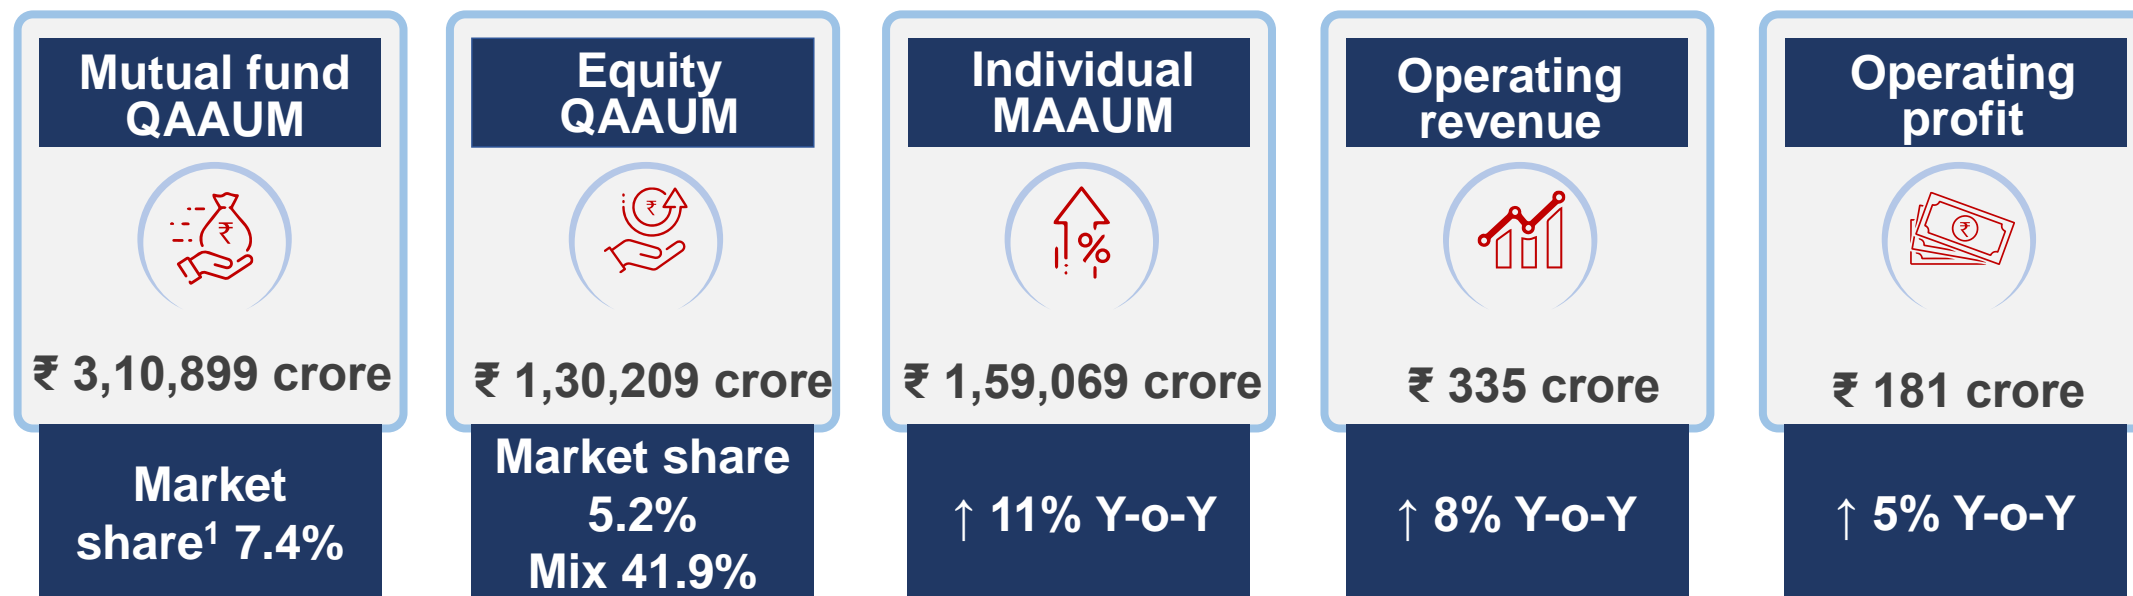 Mutual fund
QAAUM
₹
₹ 3,10,899 crore
Market
share¹ 7.4%
Equity
QAAUM
₹
₹ 1,30,209 crore
Market share
5.2%
Mix 41.9%
Individual
MAAUM
%
₹ 1,59,069 crore
↑ 11% Y-o-Y
Operating
revenue
₹ 335 crore
↑ 8% Y-o-Y
Operating
profit
₹
₹ 181 crore
↑ 5% Y-o-Y